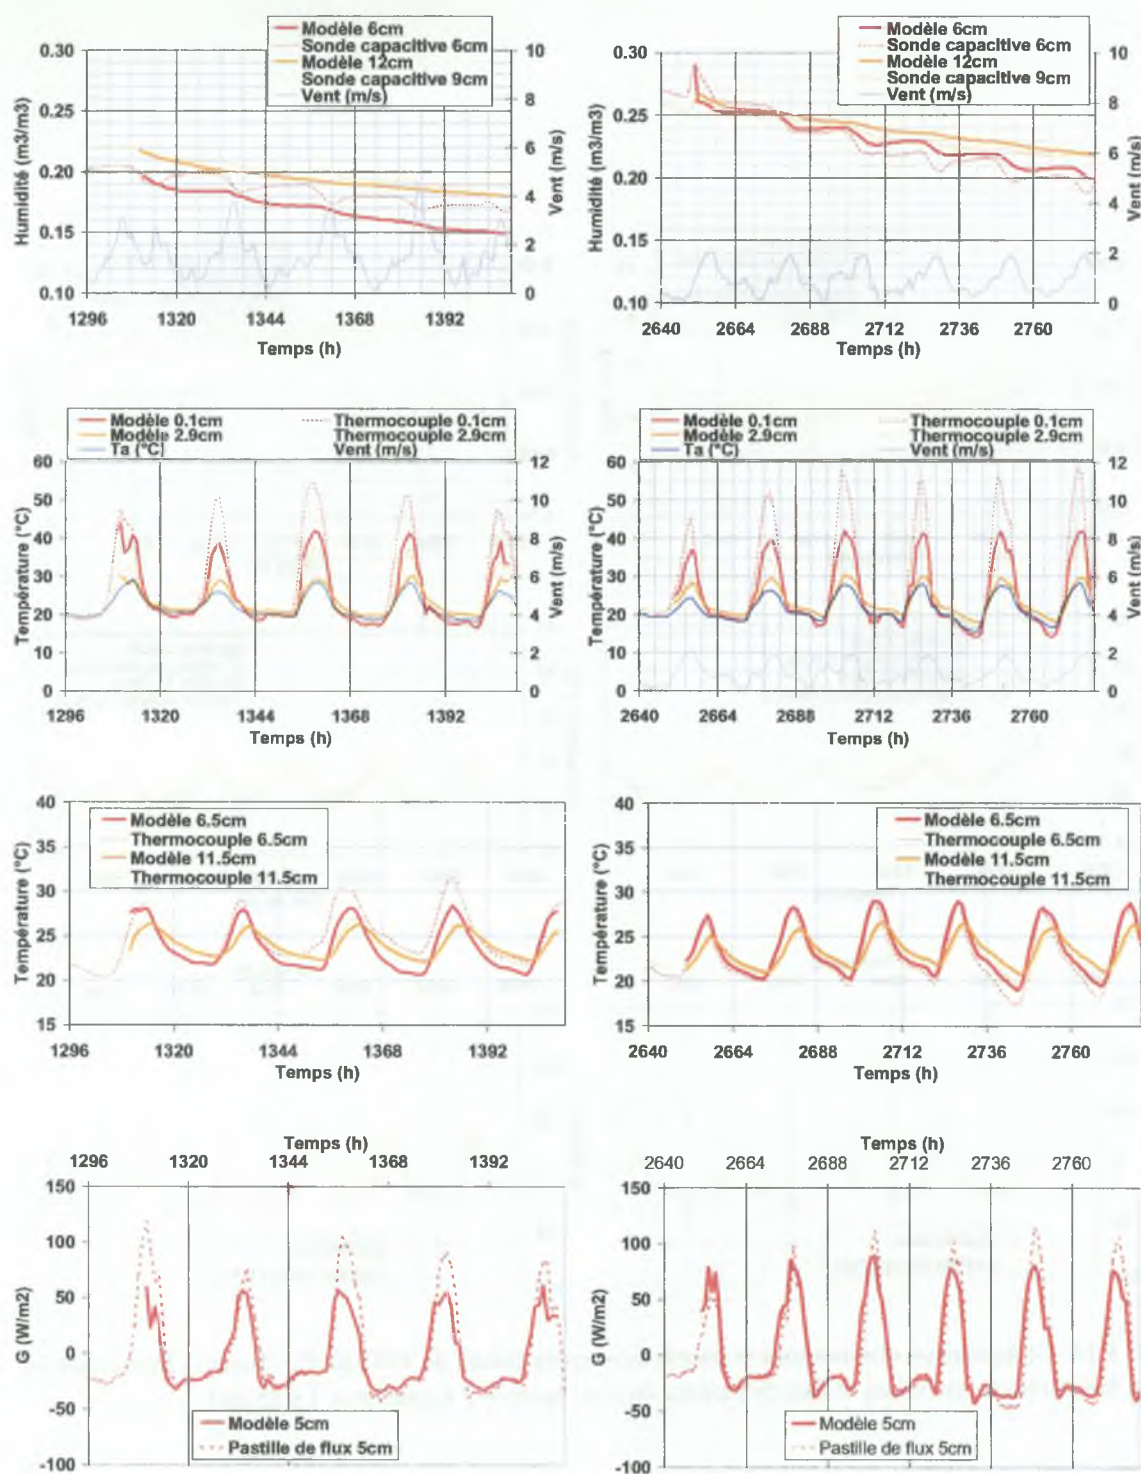 Modèle 6cm
Sonde capacitive 6cm
Modèle 12cm
Sonde capacitive 9cm
Vent (m/s)
0.30
0.25
0.20
0.15
0.10
Humidité (m3/m3)
10
8
6
4
2
0
Vent (m/s)
1296 1320 1344 1368 1392
Temps (h)
Modèle 6cm
Sonde capacitive 6cm
Modèle 12cm
Sonde capacitive 9cm
Vent (m/s)
0.30
0.25
0.20
0.15
0.10
Humidité (m3/m3)
10
8
6
4
2
0
Vent (m/s)
2640 2664 2688 2712 2736 2760
Temps (h)
Modèle 0.1cm Thermocouple 0.1cm
Modèle 2.9cm Thermocouple 2.9cm
Ta (°C) Vent (m/s)
60
50
40
30
20
10
0
Température (°C)
12
10
8
6
4
2
0
Vent (m/s)
1296 1320 1344 1368 1392
Temps (h)
Modèle 0.1cm Thermocouple 0.1cm
Modèle 2.9cm Thermocouple 2.9cm
Ta (°C) Vent (m/s)
60
50
40
30
20
10
0
Température (°C)
12
10
8
6
4
2
0
Vent (m/s)
2640 2664 2688 2712 2736 2760
Temps (h)
Modèle 6.5cm
Thermocouple 6.5cm
Modèle 11.5cm
Thermocouple 11.5cm
40
35
30
25
20
15
Température (°C)
1296 1320 1344 1368 1392
Temps (h)
Modèle 6.5cm
Thermocouple 6.5cm
Modèle 11.5cm
Thermocouple 11.5cm
40
35
30
25
20
15
Température (°C)
2640 2664 2688 2712 2736 2760
Temps (h)
Temps (h)
1296 1320 1344 1368 1392
150
100
50
0
-50
-100
G (W/m2)
Modèle 5cm
Pastille de flux 5cm
Temps (h)
2640 2664 2688 2712 2736 2760
150
100
50
0
-50
-100
G (W/m2)
Modèle 5cm
Pastille de flux 5cm